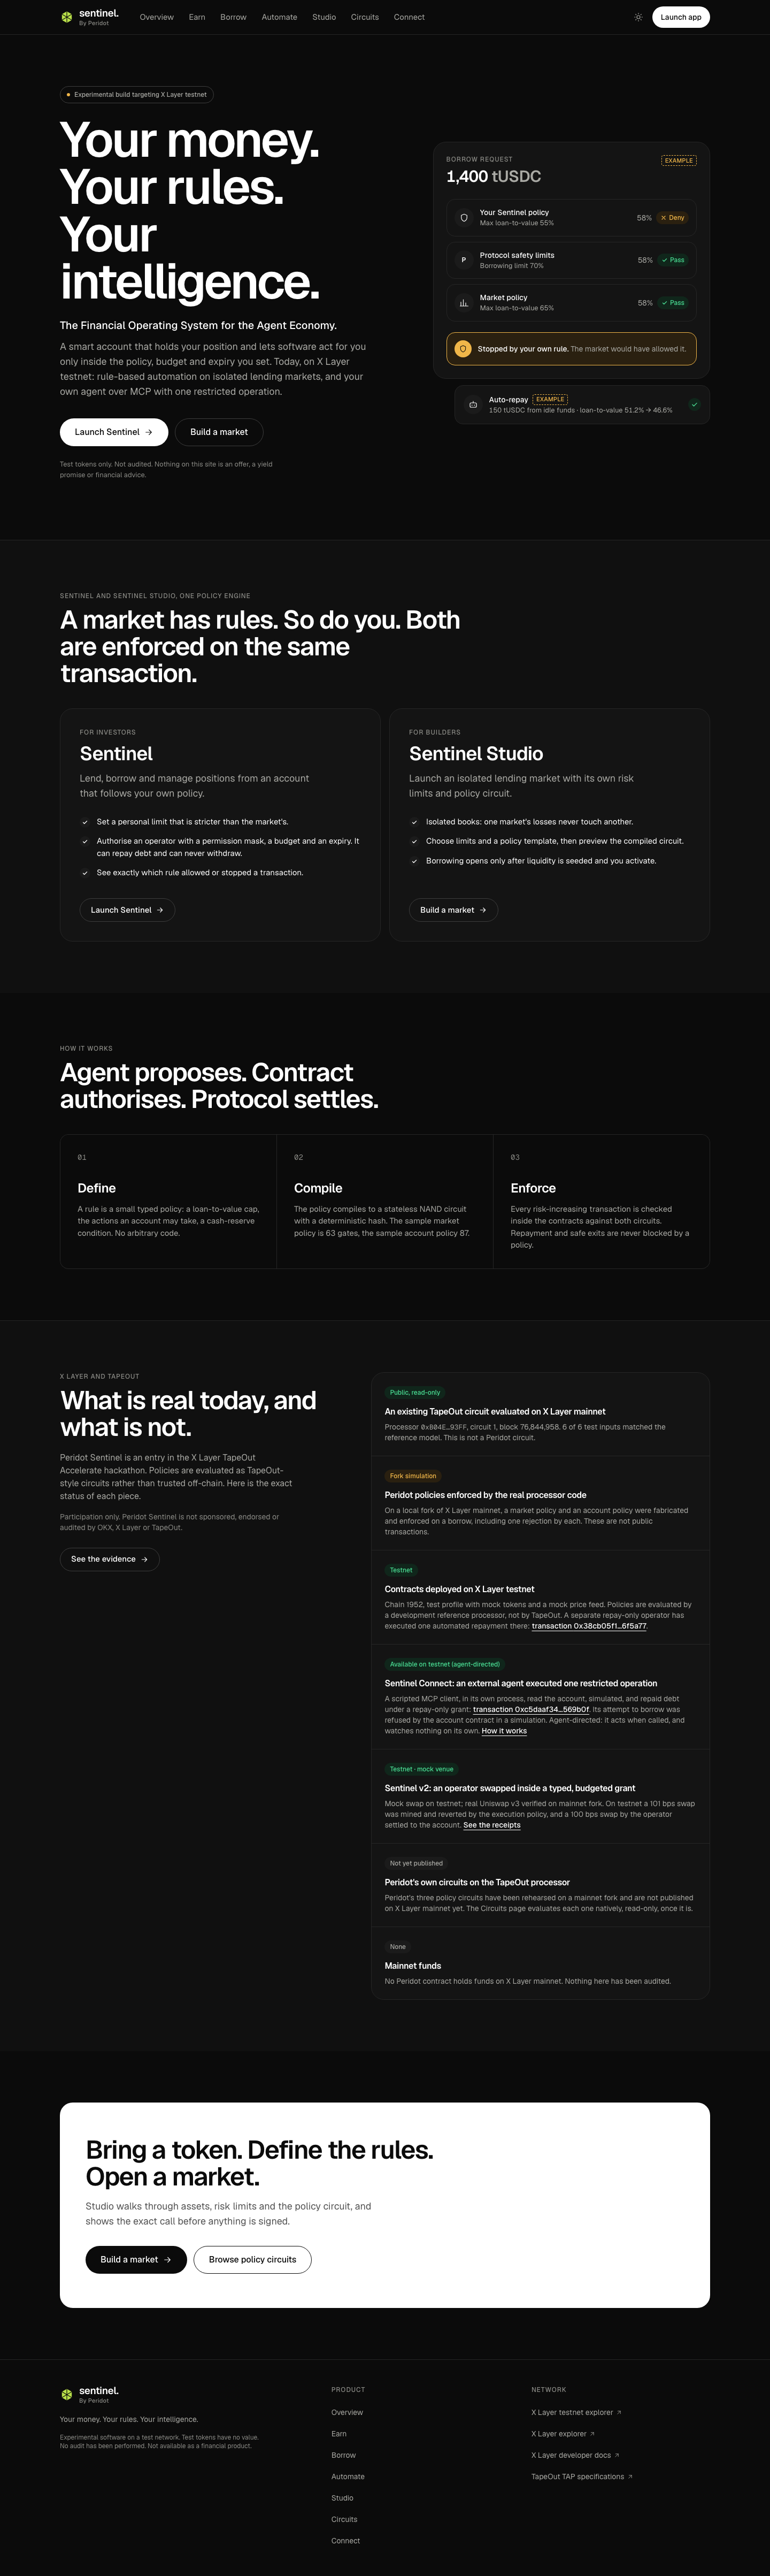 sentinel.
By Peridot
Overview
Earn
Borrow
Automate
Studio
Circuits
Connect
Launch app
Experimental build targeting X Layer testnet
Your money.
Your rules.
Your
intelligence.
The Financial Operating System for the Agent Economy.
A smart account that holds your position and lets software act for you
only inside the policy, budget and expiry you set. Today, on X Layer
testnet: rule-based automation on isolated lending markets, and your
own agent over MCP with one restricted operation.
Launch Sentinel →
Build a market
Test tokens only. Not audited. Nothing on this site is an offer, a yield
promise or financial advice.
BORROW REQUEST
EXAMPLE
1,400 tUSDC
Your Sentinel policy
Max loan-to-value 55%
58%
Deny
P
Protocol safety limits
Borrowing limit 70%
58%
Pass
Market policy
Max loan-to-value 65%
58%
Pass
Stopped by your own rule. The market would have allowed it.
Auto-repay
EXAMPLE
150 tUSDC from idle funds · loan-to-value 51.2% → 46.6%
SENTINEL AND SENTINEL STUDIO, ONE POLICY ENGINE
A market has rules. So do you. Both
are enforced on the same
transaction.
FOR INVESTORS
Sentinel
Lend, borrow and manage positions from an account
that follows your own policy.
Set a personal limit that is stricter than the market's.
Authorise an operator with a permission mask, a budget and an expiry. It
can repay debt and can never withdraw.
See exactly which rule allowed or stopped a transaction.
Launch Sentinel →
FOR BUILDERS
Sentinel Studio
Launch an isolated lending market with its own risk
limits and policy circuit.
Isolated books: one market's losses never touch another.
Choose limits and a policy template, then preview the compiled circuit.
Borrowing opens only after liquidity is seeded and you activate.
Build a market →
HOW IT WORKS
Agent proposes. Contract
authorises. Protocol settles.
01
Define
A rule is a small typed policy: a loan-to-value cap,
the actions an account may take, a cash-reserve
condition. No arbitrary code.
02
Compile
The policy compiles to a stateless NAND circuit
with a deterministic hash. The sample market
policy is 63 gates, the sample account policy 87.
03
Enforce
Every risk-increasing transaction is checked
inside the contracts against both circuits.
Repayment and safe exits are never blocked by a
policy.
X LAYER AND TAPEOUT
What is real today, and
what is not.
Peridot Sentinel is an entry in the X Layer TapeOut
Accelerate hackathon. Policies are evaluated as TapeOut-
style circuits rather than trusted off-chain. Here is the exact
status of each piece.
Participation only. Peridot Sentinel is not sponsored, endorsed or
audited by OKX, X Layer or TapeOut.
See the evidence →
Public, read-only
An existing TapeOut circuit evaluated on X Layer mainnet
Processor 0xB04E…93FF, circuit 1, block 76,844,958. 6 of 6 test inputs matched the
reference model. This is not a Peridot circuit.
Fork simulation
Peridot policies enforced by the real processor code
On a local fork of X Layer mainnet, a market policy and an account policy were fabricated
and enforced on a borrow, including one rejection by each. These are not public
transactions.
Testnet
Contracts deployed on X Layer testnet
Chain 1952, test profile with mock tokens and a mock price feed. Policies are evaluated by
a development reference processor, not by TapeOut. A separate repay-only operator has
executed one automated repayment there: transaction 0x38cb05f1…6f5a77.
Available on testnet (agent-directed)
Sentinel Connect: an external agent executed one restricted operation
A scripted MCP client, in its own process, read the account, simulated, and repaid debt
under a repay-only grant: transaction 0xc5daaf34…569b0f. Its attempt to borrow was
refused by the account contract in a simulation. Agent-directed: it acts when called, and
watches nothing on its own. How it works
Testnet · mock venue
Sentinel v2: an operator swapped inside a typed, budgeted grant
Mock swap on testnet; real Uniswap v3 verified on mainnet fork. On testnet a 101 bps swap
was mined and reverted by the execution policy, and a 100 bps swap by the operator
settled to the account. See the receipts
Not yet published
Peridot's own circuits on the TapeOut processor
Peridot's three policy circuits have been rehearsed on a mainnet fork and are not published
on X Layer mainnet yet. The Circuits page evaluates each one natively, read-only, once it is.
None
Mainnet funds
No Peridot contract holds funds on X Layer mainnet. Nothing here has been audited.
Bring a token. Define the rules.
Open a market.
Studio walks through assets, risk limits and the policy circuit, and
shows the exact call before anything is signed.
Build a market →
Browse policy circuits
sentinel.
By Peridot
Your money. Your rules. Your intelligence.
Experimental software on a test network. Test tokens have no value.
No audit has been performed. Not available as a financial product.
PRODUCT
Overview
Earn
Borrow
Automate
Studio
Circuits
Connect
NETWORK
X Layer testnet explorer ↗
X Layer explorer ↗
X Layer developer docs ↗
TapeOut TAP specifications ↗